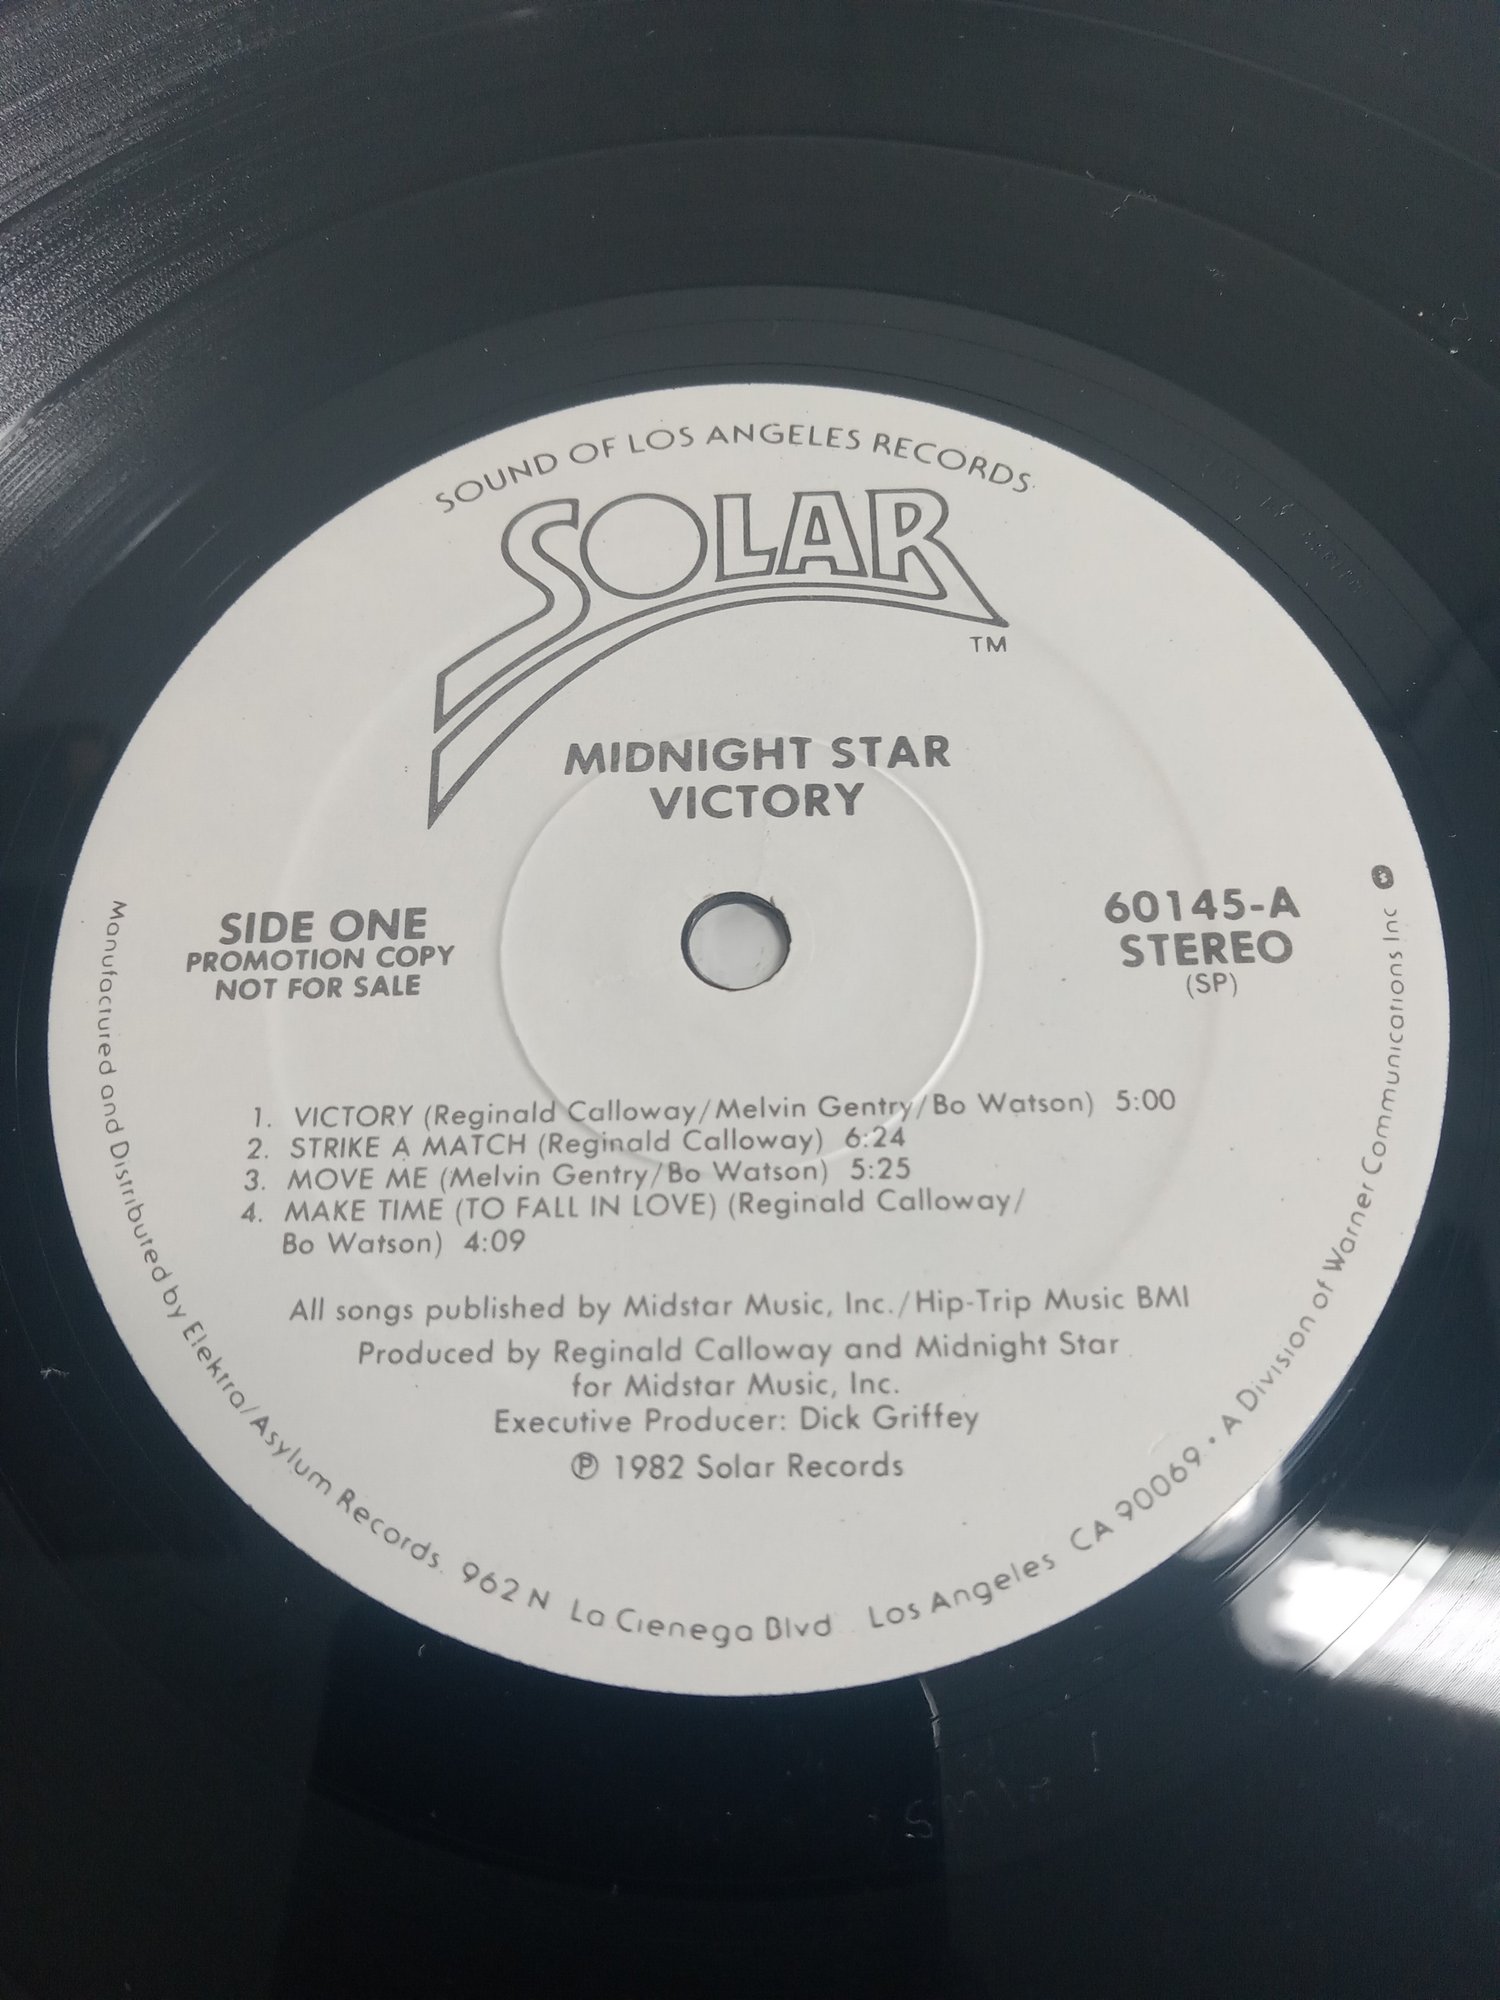 SOUND OF LOS ANGELES RECORDS
SOLAR
TM
MIDNIGHT STAR
VICTORY
SIDE ONE
PROMOTION COPY
NOT FOR SALE
60145-A
STEREO
(SP)
1. VICTORY (Reginald Calloway/Melvin Gentry/Bo Watson) 5:00
2. STRIKE A MATCH (Reginald Calloway) 6:24
3. MOVE ME (Melvin Gentry/Bo Watson) 5:25
4. MAKE TIME (TO FALL IN LOVE) (Reginald Calloway/
Bo Watson) 4:09
All songs published by Midstar Music, Inc./Hip-Trip Music BMI
Produced by Reginald Calloway and Midnight Star
for Midstar Music, Inc.
Executive Producer: Dick Griffey
℗ 1982 Solar Records
Manufactured and Distributed by Elektra/Asylum Records. 962 N La Cienega Blvd Los Angeles CA 90069 • A Division of Warner Communications Inc